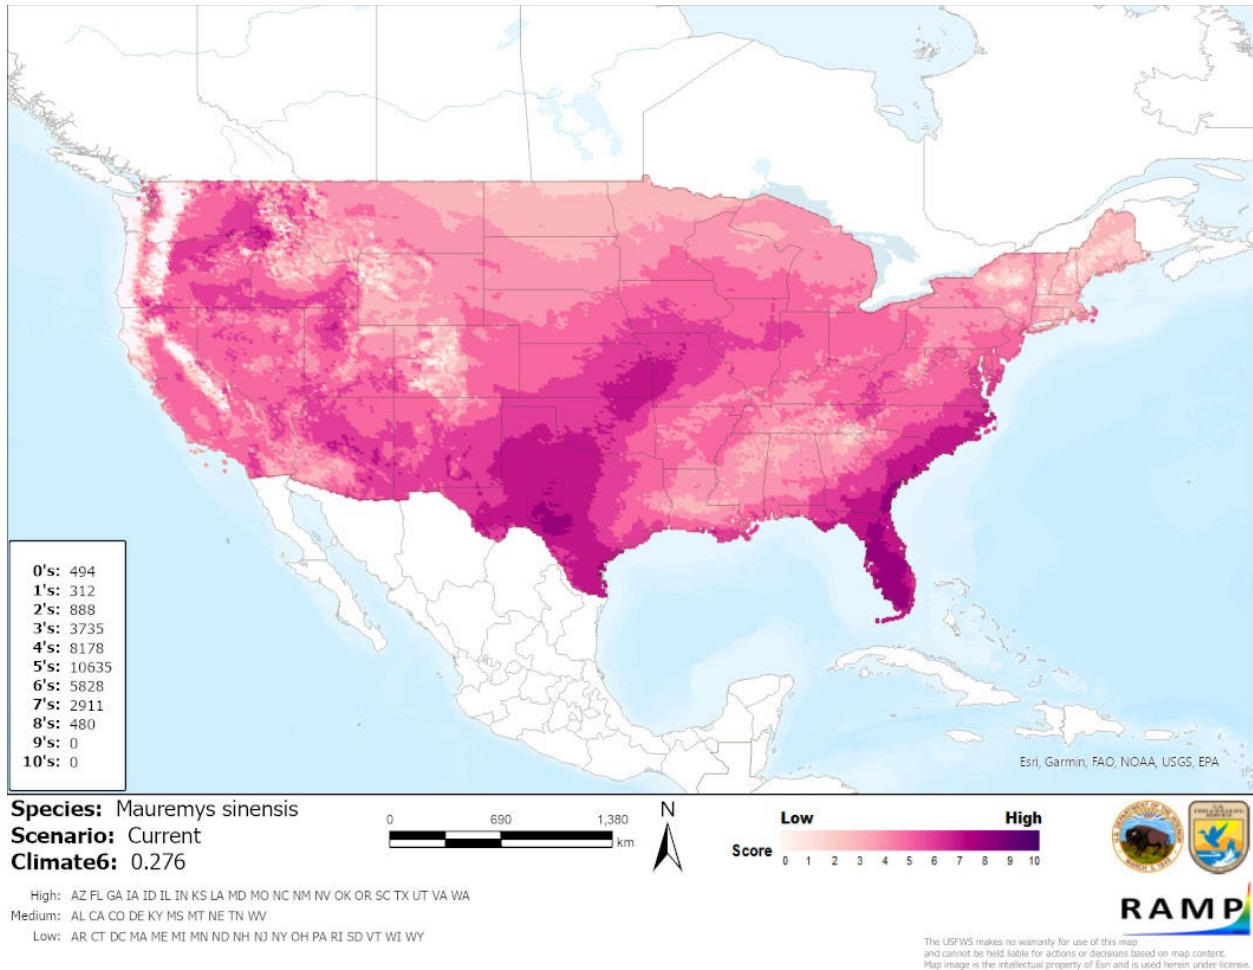 0's: 494
1's: 312
2's: 888
3's: 3735
4's: 8178
5's: 10635
6's: 5828
7's: 2911
8's: 480
9's: 0
10's: 0
Esri, Garmin, FAO, NOAA, USGS, EPA
Species: Mauremys sinensis
Scenario: Current
Climate6: 0.276
0 690 1,380
km
N
Low High
Score 0 1 2 3 4 5 6 7 8 9 10
High: AZ FL GA IA ID IL IN KS LA MD MO NC NM NV OK OR SC TX UT VA WA
Medium: AL CA CO DE KY MS MT NE TN WV
Low: AR CT DC MA ME MI MN ND NH NJ NY OH PA RI SD VT WI WY
U.S. DEPARTMENT OF THE INTERIOR
MARCH 3, 1849
RAMP
The USFWS makes no warranty for use of this map
and cannot be held liable for actions or decisions based on map content.
Map image is the intellectual property of Esri and is used herein under license.